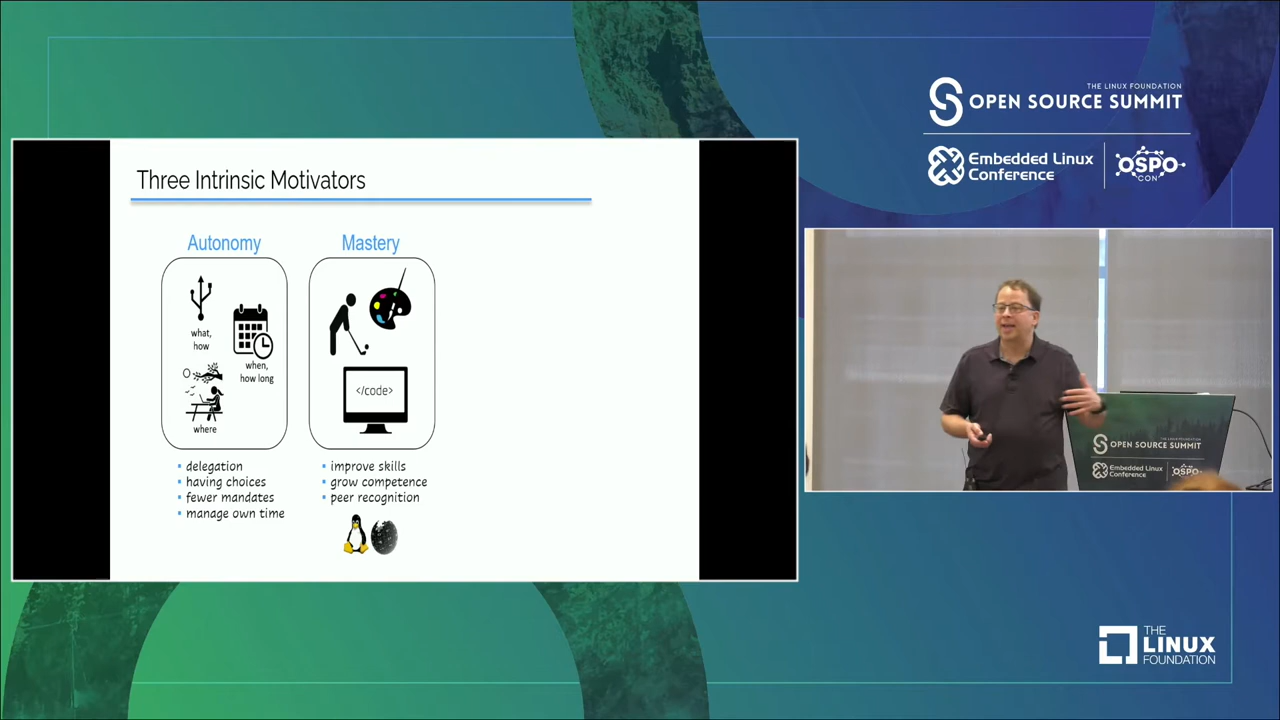 THE LINUX FOUNDATION
OPEN SOURCE SUMMIT
Embedded Linux
Conference
OSPO
CON
Three Intrinsic Motivators
Autonomy
what,
how
when,
how long
where
delegation
having choices
fewer mandates
manage own time
Mastery
</code>
improve skills
grow competence
peer recognition
OPEN SOURCE SUMMIT
Embedded Linux
Conference
OSPO
THE
LINUX
FOUNDATION